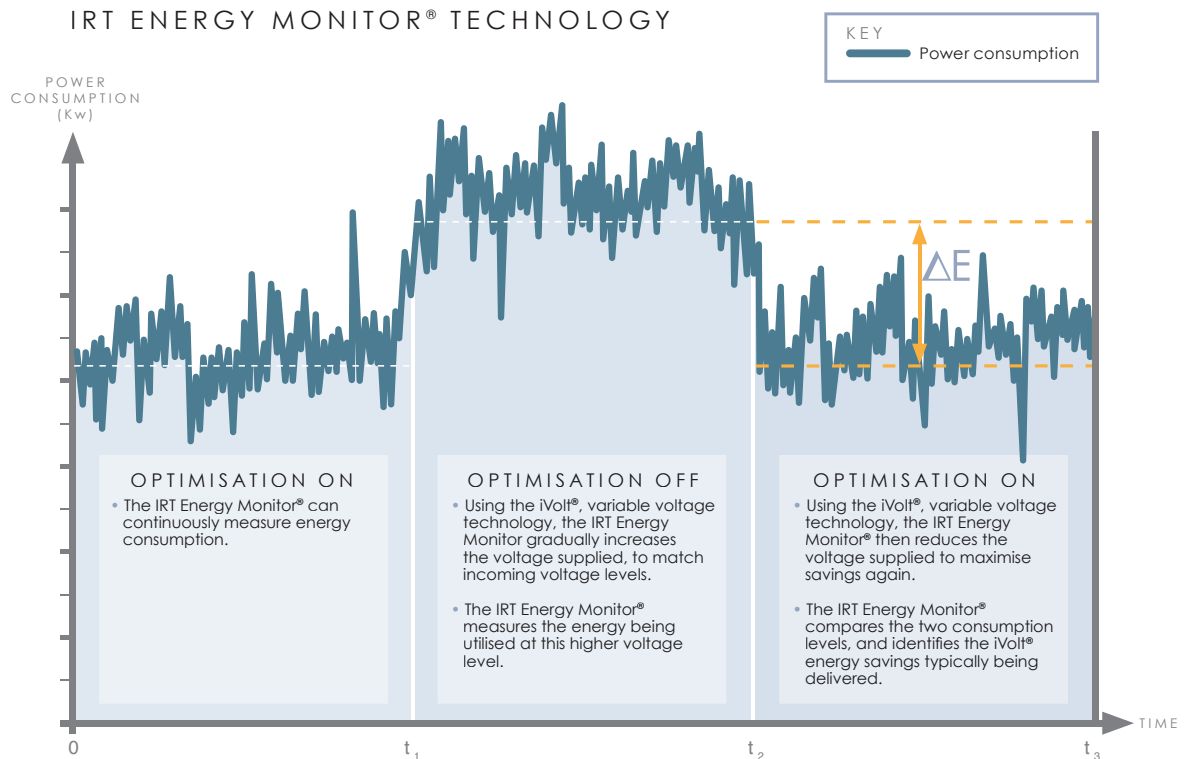 IRT ENERGY MONITOR® TECHNOLOGY
KEY
Power consumption
POWER
CONSUMPTION
(Kw)
ΔE
OPTIMISATION ON
• The IRT Energy Monitor® can
continuously measure energy
consumption.
OPTIMISATION OFF
• Using the iVolt®, variable voltage
technology, the IRT Energy
Monitor gradually increases
the voltage supplied, to match
incoming voltage levels.
• The IRT Energy Monitor®
measures the energy being
utilised at this higher voltage
level.
OPTIMISATION ON
• Using the iVolt®, variable voltage
technology, the IRT Energy
Monitor® then reduces the
voltage supplied to maximise
savings again.
• The IRT Energy Monitor®
compares the two consumption
levels, and identifies the iVolt®
energy savings typically being
delivered.
TIME
0
t₁
t₂
t₃